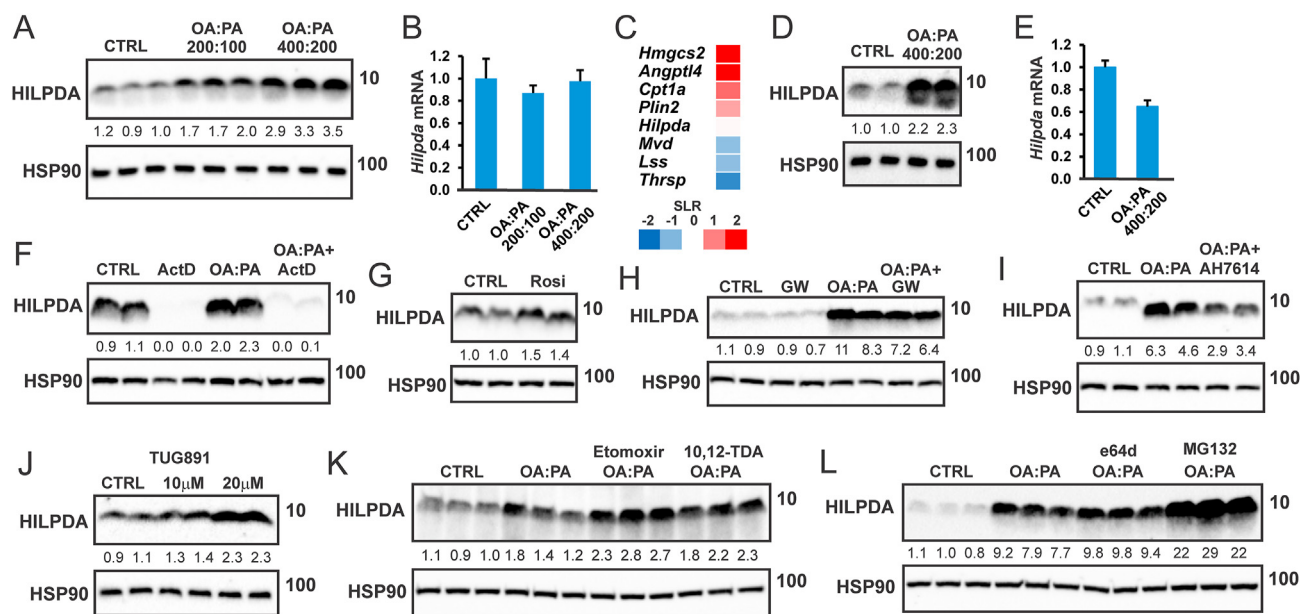 A
OA:PA OA:PA
CTRL 200:100 400:200
HILPDA
10
1.2 0.9 1.0 1.7 1.7 2.0 2.9 3.3 3.5
HSP90
100
B
Hilpda mRNA
1.2
1.0
0.8
0.6
0.4
0.2
0.0
CTRL
OA:PA
200:100
OA:PA
400:200
C
Hmgcs2
Angptl4
Cpt1a
Plin2
Hilpda
Mvd
Lss
Thrsp
SLR
-2 -1 0 1 2
D
OA:PA
CTRL 400:200
HILPDA
10
1.0 1.0 2.2 2.3
HSP90
100
E
Hilpda mRNA
1.2
1.0
0.8
0.6
0.4
0.2
0.0
CTRL
OA:PA
400:200
F
OA:PA+
CTRL ActD OA:PA ActD
HILPDA
10
0.9 1.1 0.0 0.0 2.0 2.3 0.0 0.1
HSP90
100
G
CTRL Rosi
HILPDA
10
1.0 1.0 1.5 1.4
HSP90
100
H
OA:PA+
CTRL GW OA:PA GW
HILPDA
10
1.1 0.9 0.9 0.7 11 8.3 7.2 6.4
HSP90
100
I
OA:PA+
CTRL OA:PA AH7614
HILPDA
10
0.9 1.1 6.3 4.6 2.9 3.4
HSP90
100
J
TUG891
CTRL 10µM 20µM
HILPDA
10
0.9 1.1 1.3 1.4 2.3 2.3
HSP90
100
K
Etomoxir 10,12-TDA
CTRL OA:PA OA:PA OA:PA
HILPDA
10
1.1 0.9 1.0 1.8 1.4 1.2 2.3 2.8 2.7 1.8 2.2 2.3
HSP90
100
L
e64d MG132
CTRL OA:PA OA:PA OA:PA
HILPDA
10
1.1 1.0 0.8 9.2 7.9 7.7 9.8 9.8 9.4 22 29 22
HSP90
100